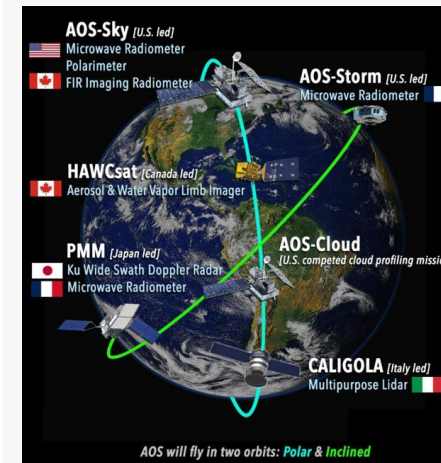 AOS-Sky [U.S. led]
Microwave Radiometer
Polarimeter
FIR Imaging Radiometer
AOS-Storm [U.S. led]
Microwave Radiometer
HAWCsat [Canada led]
Aerosol & Water Vapor Limb Imager
PMM [Japan led]
Ku Wide Swath Doppler Radar
Microwave Radiometer
AOS-Cloud
[U.S. competed cloud profiling missio
CALIGOLA [Italy led]
Multipurpose Lidar
AOS will fly in two orbits: Polar & Inclined